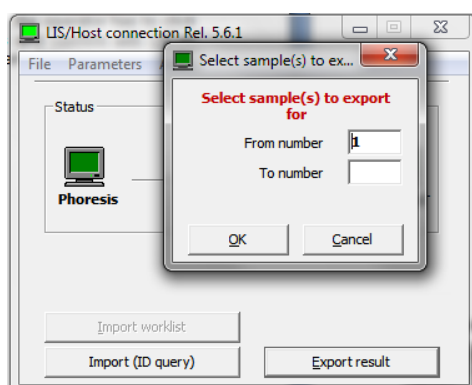 LIS/Host connection Rel. 5.6.1
File Parameters
Select sample(s) to ex...
Status
Select sample(s) to export
for
From number 1
To number
Phoresis
OK Cancel
Import worklist
Import (ID query) Export result